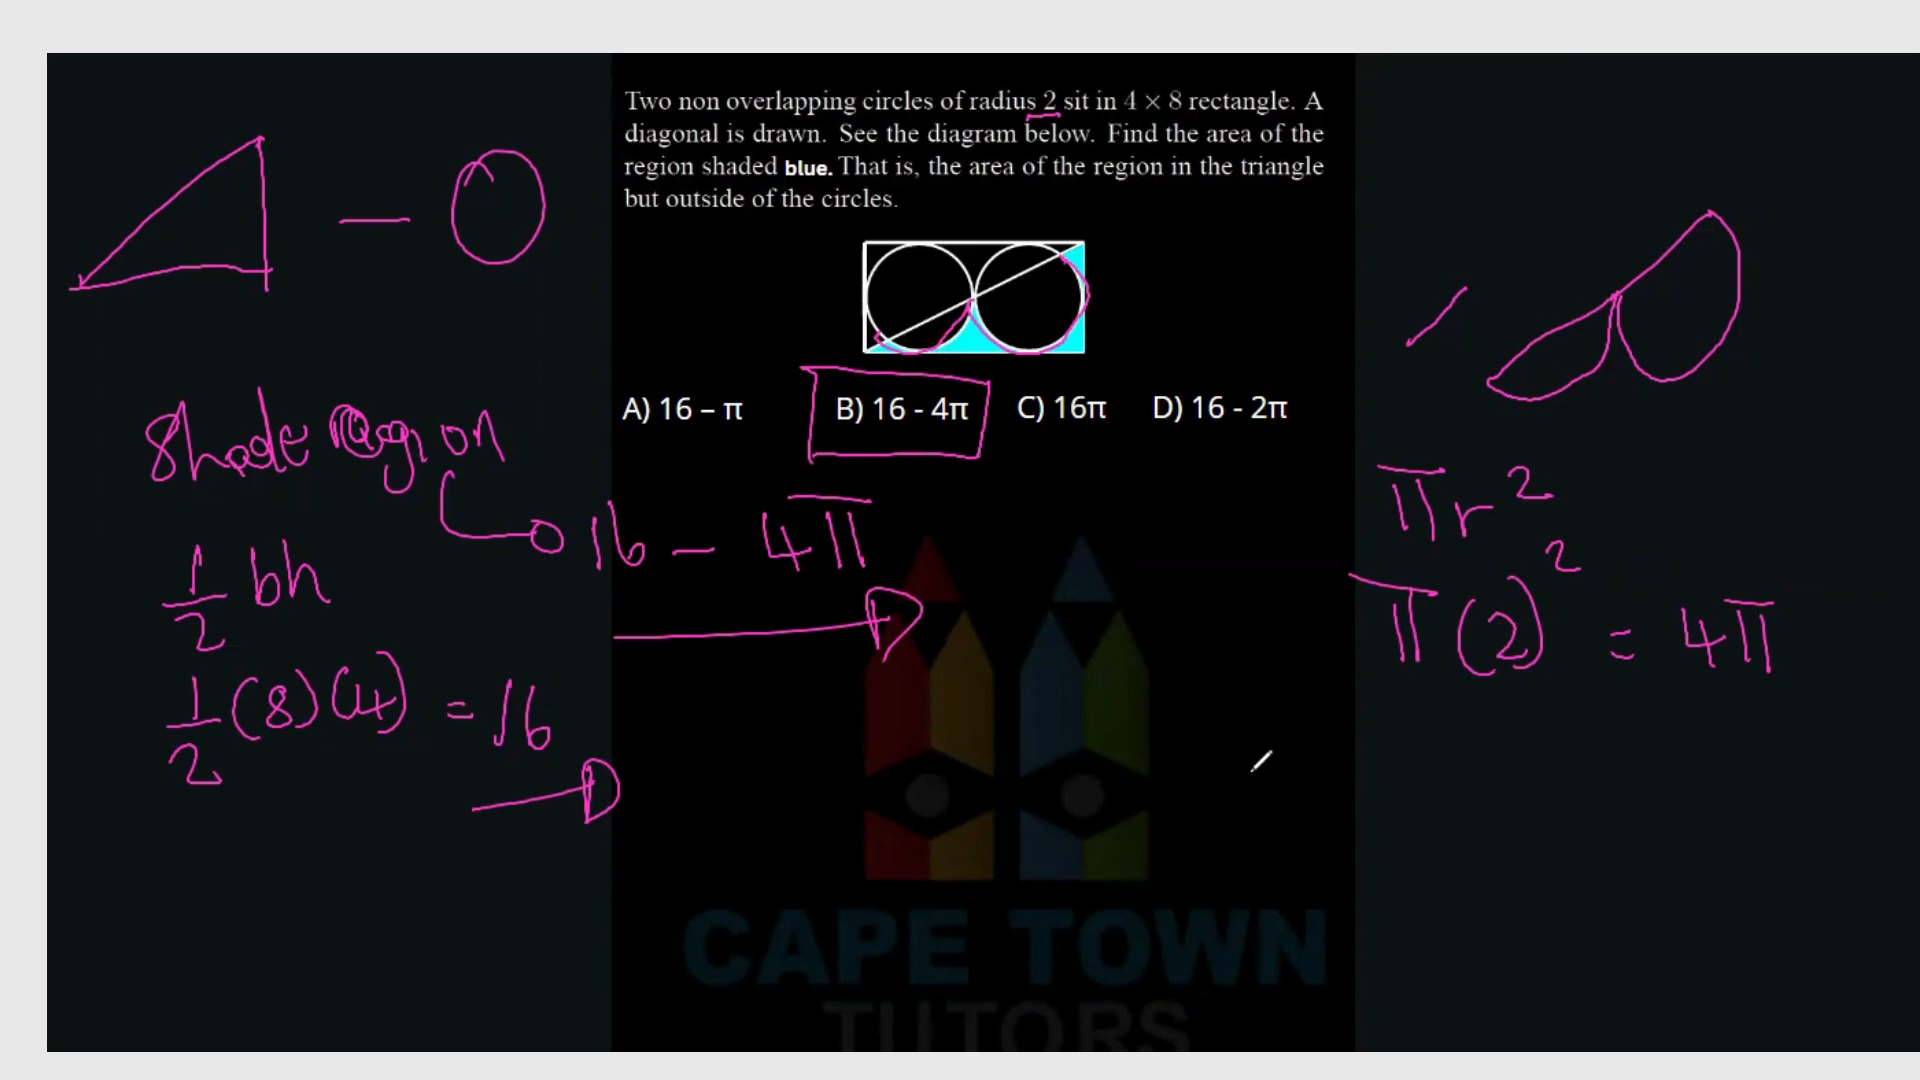 Two non overlapping circles of radius 2 sit in 4 × 8 rectangle. A
diagonal is drawn. See the diagram below. Find the area of the
region shaded blue. That is, the area of the region in the triangle
but outside of the circles.
A) 16 – π B) 16 - 4π C) 16π D) 16 - 2π
Shade region
16 - 4π
1/2 bh
1/2 (8)(4) = 16
πr²
π(2)² = 4π
CAPE TOWN
TUTORS